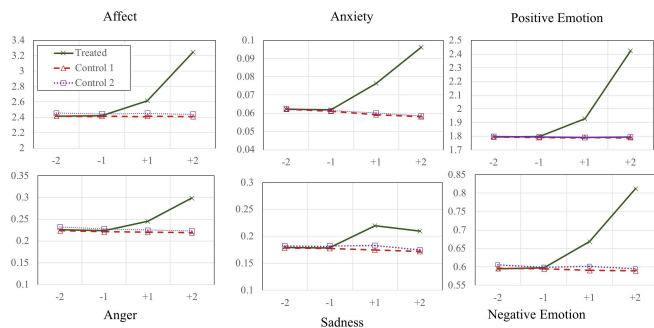 Affect
3.4
3.2
3
2.8
2.6
2.4
2.2
2
Treated
Control 1
Control 2
-2 -1 +1 +2
Anxiety
0.1
0.09
0.08
0.07
0.06
0.05
0.04
-2 -1 +1 +2
Positive Emotion
2.5
2.4
2.3
2.2
2.1
2
1.9
1.8
1.7
-2 -1 +1 +2
0.35
0.3
0.25
0.2
0.15
0.1
-2 -1 +1 +2
Anger
0.3
0.25
0.2
0.15
0.1
-2 -1 +1 +2
Sadness
0.85
0.8
0.75
0.7
0.65
0.6
0.55
0.5
-2 -1 +1 +2
Negative Emotion